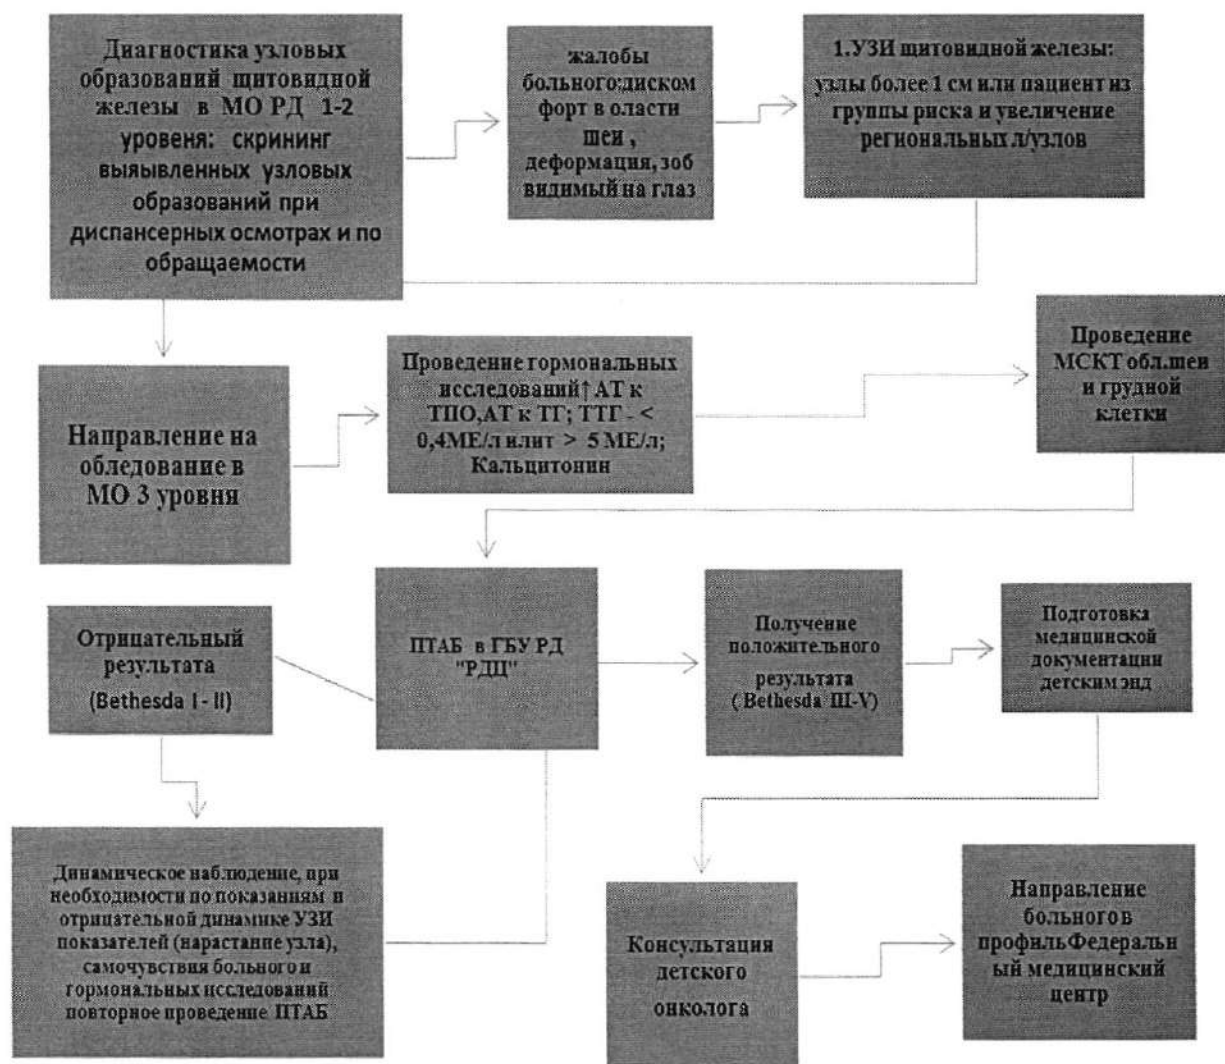 Диагностика узловых
образований щитовидной
железы в МО РД 1-2
уровеня: скрининг
выяывленных узловых
образований при
диспансерных осмотрах и по
обращаемости
жалобы
больного:диском
форт в оласти
шеи ,
деформация, зоб
видимый на глаз
1.УЗИ щитовидной железы:
узлы более 1 см или пациент из
группы риска и увеличение
региональных л/узлов
Направление на
обледование в
МО 3 уровня
Проведение гормональных
исследований↑ АТ к
ТПО,АТ к ТГ; ТТГ - <
0,4МЕ/л илит > 5 МЕ/л;
Кальцитонин
Проведение
МСКТ обл.шеи
и грудной
клетки
Отрицательный
результата
(Bethesda I - II)
ПТАБ в ГБУ РД
"РДЦ"
Получение
положительного
результата
( Bethesda III-V)
Подготовка
медицинской
документации
детским энд
Динамическое наблюдение, при
необходимости по показаниям и
отрицательной динамике УЗИ
показателей (нарастание узла),
самочувствия больного и
гормональных исследований
повторное проведение ПТАБ
Консультация
детского
онколога
Направление
больного в
профильФедеральн
ый медицинский
центр